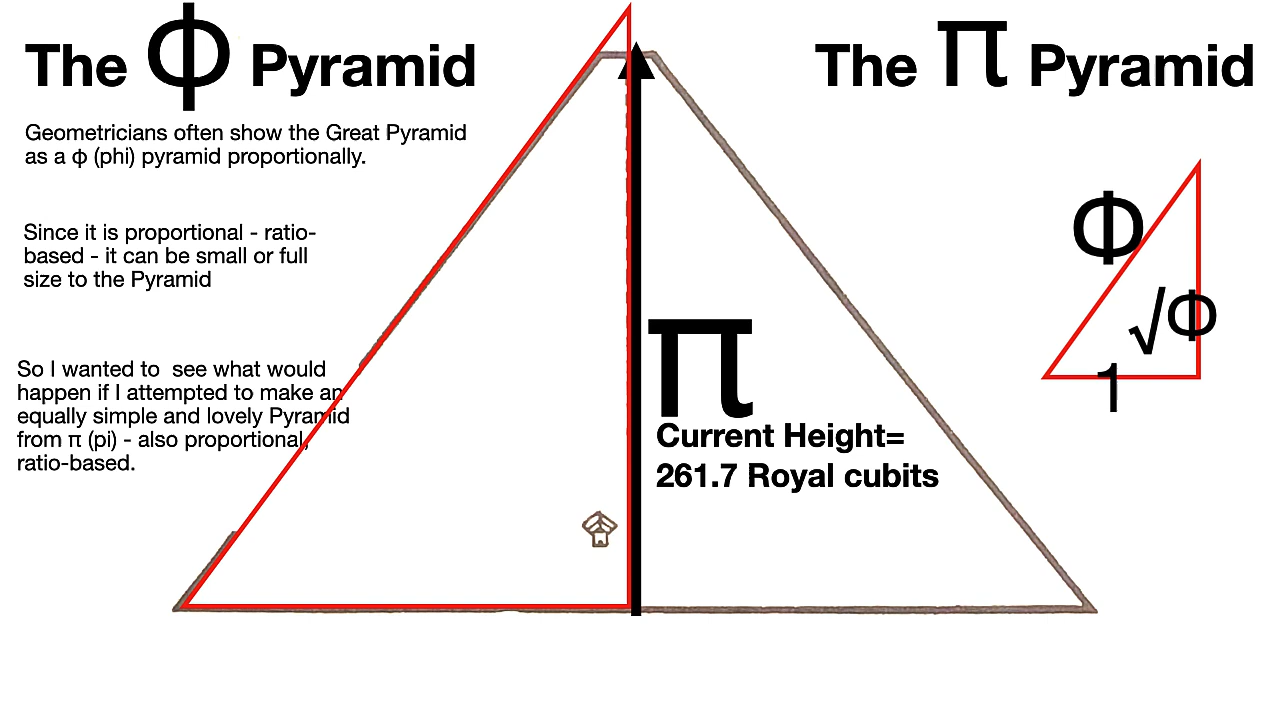 The ϕ Pyramid
Geometricians often show the Great Pyramid
as a ϕ (phi) pyramid proportionally.
Since it is proportional - ratio-
based - it can be small or full
size to the Pyramid
So I wanted to  see what would
happen if I attempted to make an
equally simple and lovely Pyramid
from π (pi) - also proportional,
ratio-based.
π
Current Height=
261.7 Royal cubits
The π Pyramid
Φ
√Φ
1